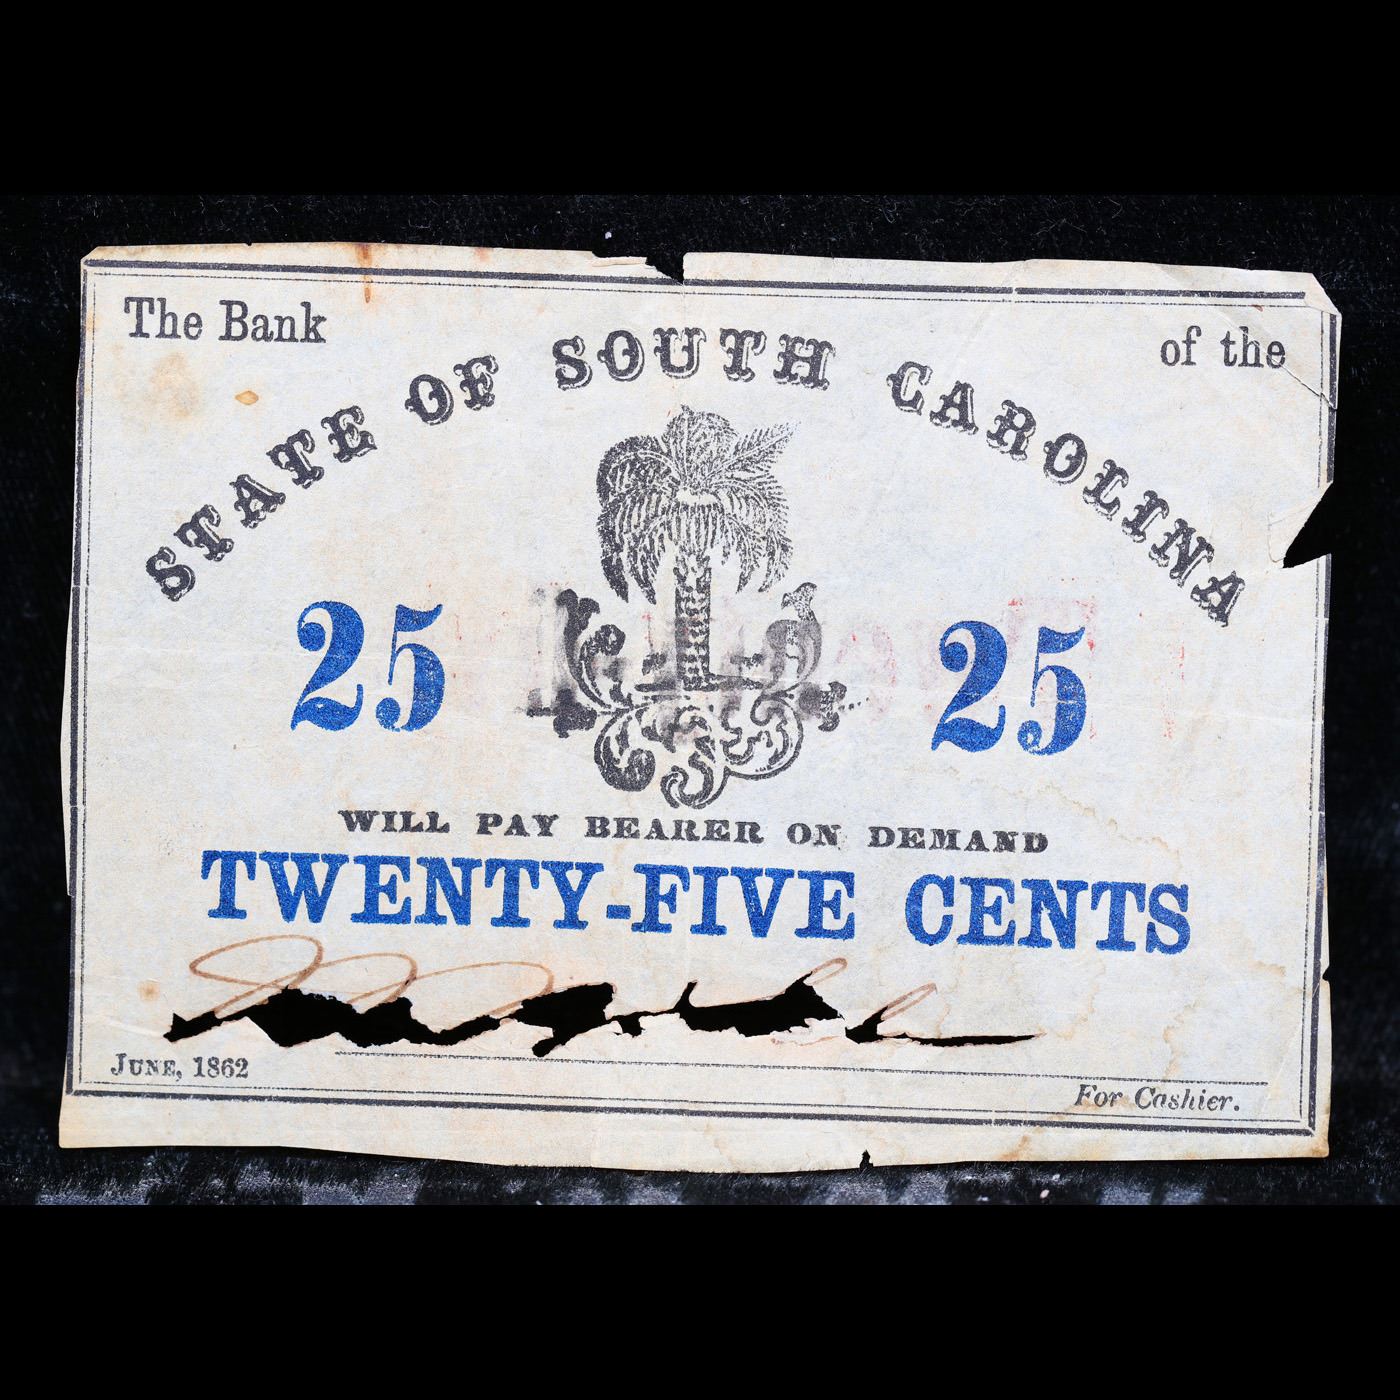 The Bank of the
STATE OF SOUTH CAROLINA
25 25
WILL PAY BEARER ON DEMAND
TWENTY-FIVE CENTS
JUNE, 1862
For Cashier.